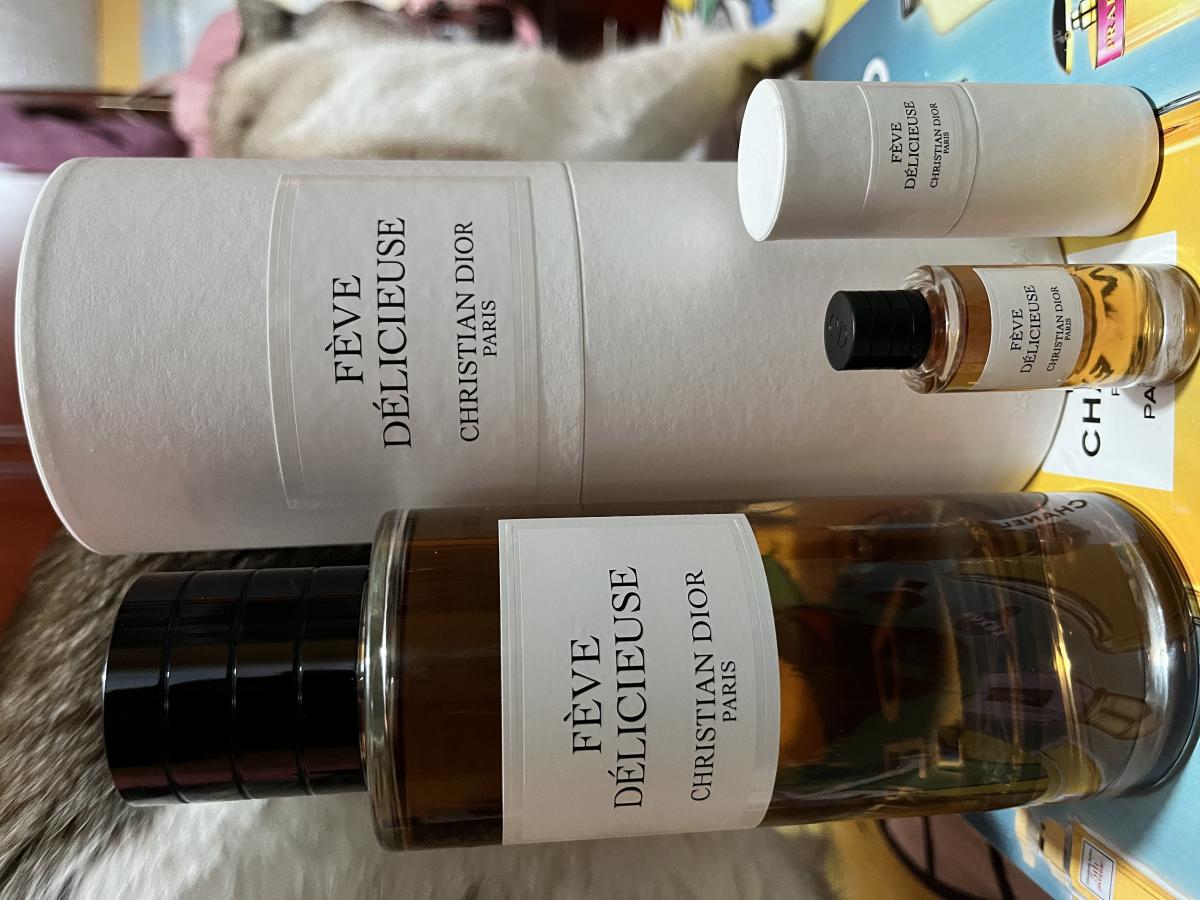 FÈVE
DÉLICIEUSE
CHRISTIAN DIOR
PARIS
FÈVE
DÉLICIEUSE
CHRISTIAN DIOR
PARIS
FÈVE
DÉLICIEUSE
CHRISTIAN DIOR
PARIS
FÈVE
DÉLICIEUSE
CHRISTIAN DIOR
PARIS
CHANEL